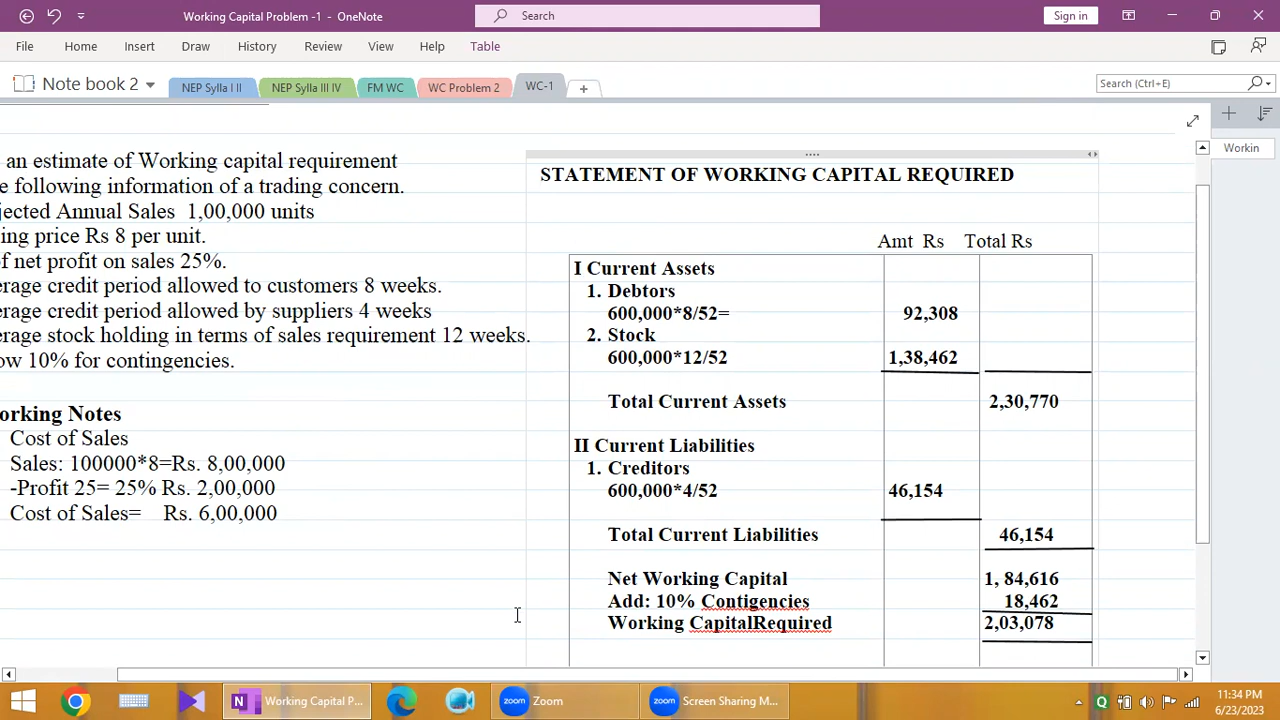 Working Capital Problem -1 - OneNote
Search
Sign in
File Home Insert Draw History Review View Help Table
Note book 2
NEP Sylla I II
NEP Sylla III IV
FM WC
WC Problem 2
WC-1
Search (Ctrl+E)
Workin
an estimate of Working capital requirement
e following information of a trading concern.
jected Annual Sales 1,00,000 units
ing price Rs 8 per unit.
f net profit on sales 25%.
erage credit period allowed to customers 8 weeks.
erage credit period allowed by suppliers 4 weeks
erage stock holding in terms of sales requirement 12 weeks.
ow 10% for contingencies.
orking Notes
Cost of Sales
Sales: 100000*8=Rs. 8,00,000
-Profit 25= 25% Rs. 2,00,000
Cost of Sales= Rs. 6,00,000
STATEMENT OF WORKING CAPITAL REQUIRED
Amt Rs Total Rs
I Current Assets
1. Debtors
600,000*8/52= 92,308
2. Stock
600,000*12/52 1,38,462
Total Current Assets 2,30,770
II Current Liabilities
1. Creditors
600,000*4/52 46,154
Total Current Liabilities 46,154
Net Working Capital 1, 84,616
Add: 10% Contigencies 18,462
Working CapitalRequired 2,03,078
Working Capital P...
Zoom
Screen Sharing M...
11:34 PM
6/23/2023